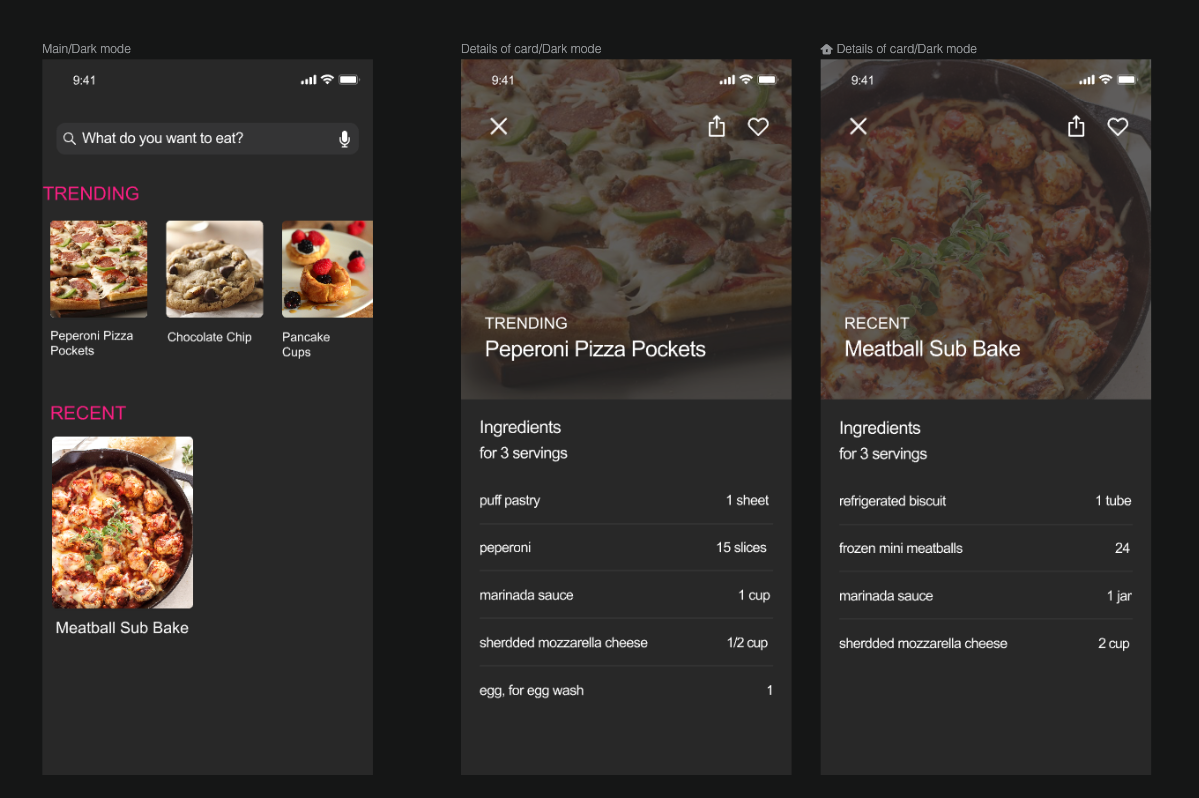 Main/Dark mode
9:41
What do you want to eat?
TRENDING
Peperoni Pizza
Pockets
Chocolate Chip
Pancake
Cups
RECENT
Meatball Sub Bake
Details of card/Dark mode
9:41
TRENDING
Peperoni Pizza Pockets
Ingredients
for 3 servings
puff pastry 1 sheet
peperoni 15 slices
marinada sauce 1 cup
sherdded mozzarella cheese 1/2 cup
egg, for egg wash 1
Details of card/Dark mode
9:41
RECENT
Meatball Sub Bake
Ingredients
for 3 servings
refrigerated biscuit 1 tube
frozen mini meatballs 24
marinada sauce 1 jar
sherdded mozzarella cheese 2 cup